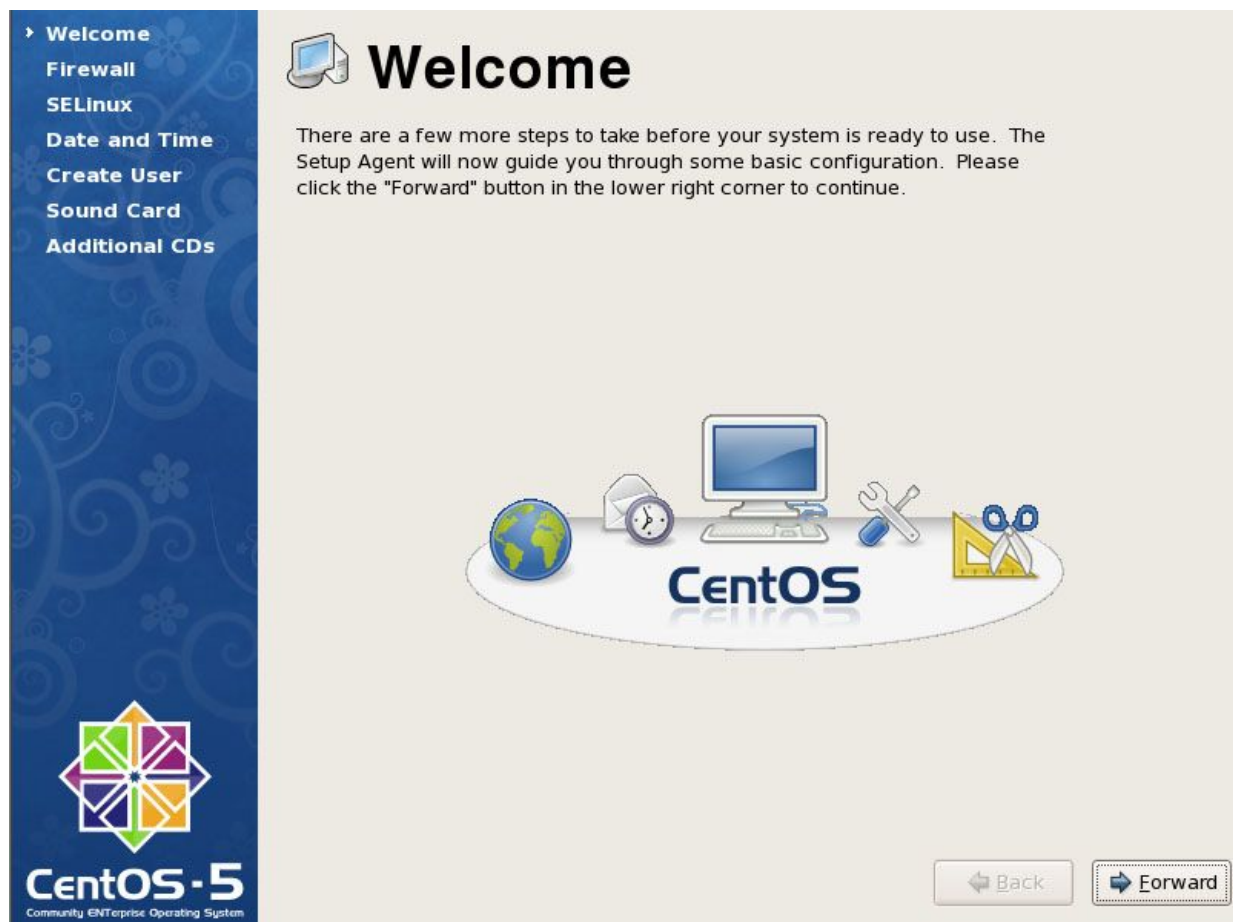 Welcome
Firewall
SELinux
Date and Time
Create User
Sound Card
Additional CDs
Welcome
There are a few more steps to take before your system is ready to use. The
Setup Agent will now guide you through some basic configuration. Please
click the "Forward" button in the lower right corner to continue.
CentOS
CentOS-5
Community ENTerprise Operating System
Back
Forward